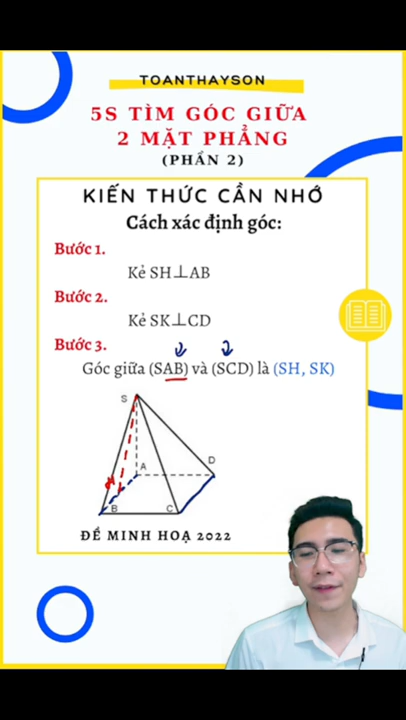 TOANTHAYSON
5S TÌM GÓC GIỮA
2 MẶT PHẲNG
(PHẦN 2)
KIẾN THỨC CẦN NHỚ
Cách xác định góc:
Bước 1.
Kẻ SH⊥AB
Bước 2.
Kẻ SK⊥CD
Bước 3.
Góc giữa (SAB) và (SCD) là (SH, SK)
S
A
D
B
C
ĐỀ MINH HOẠ 2022